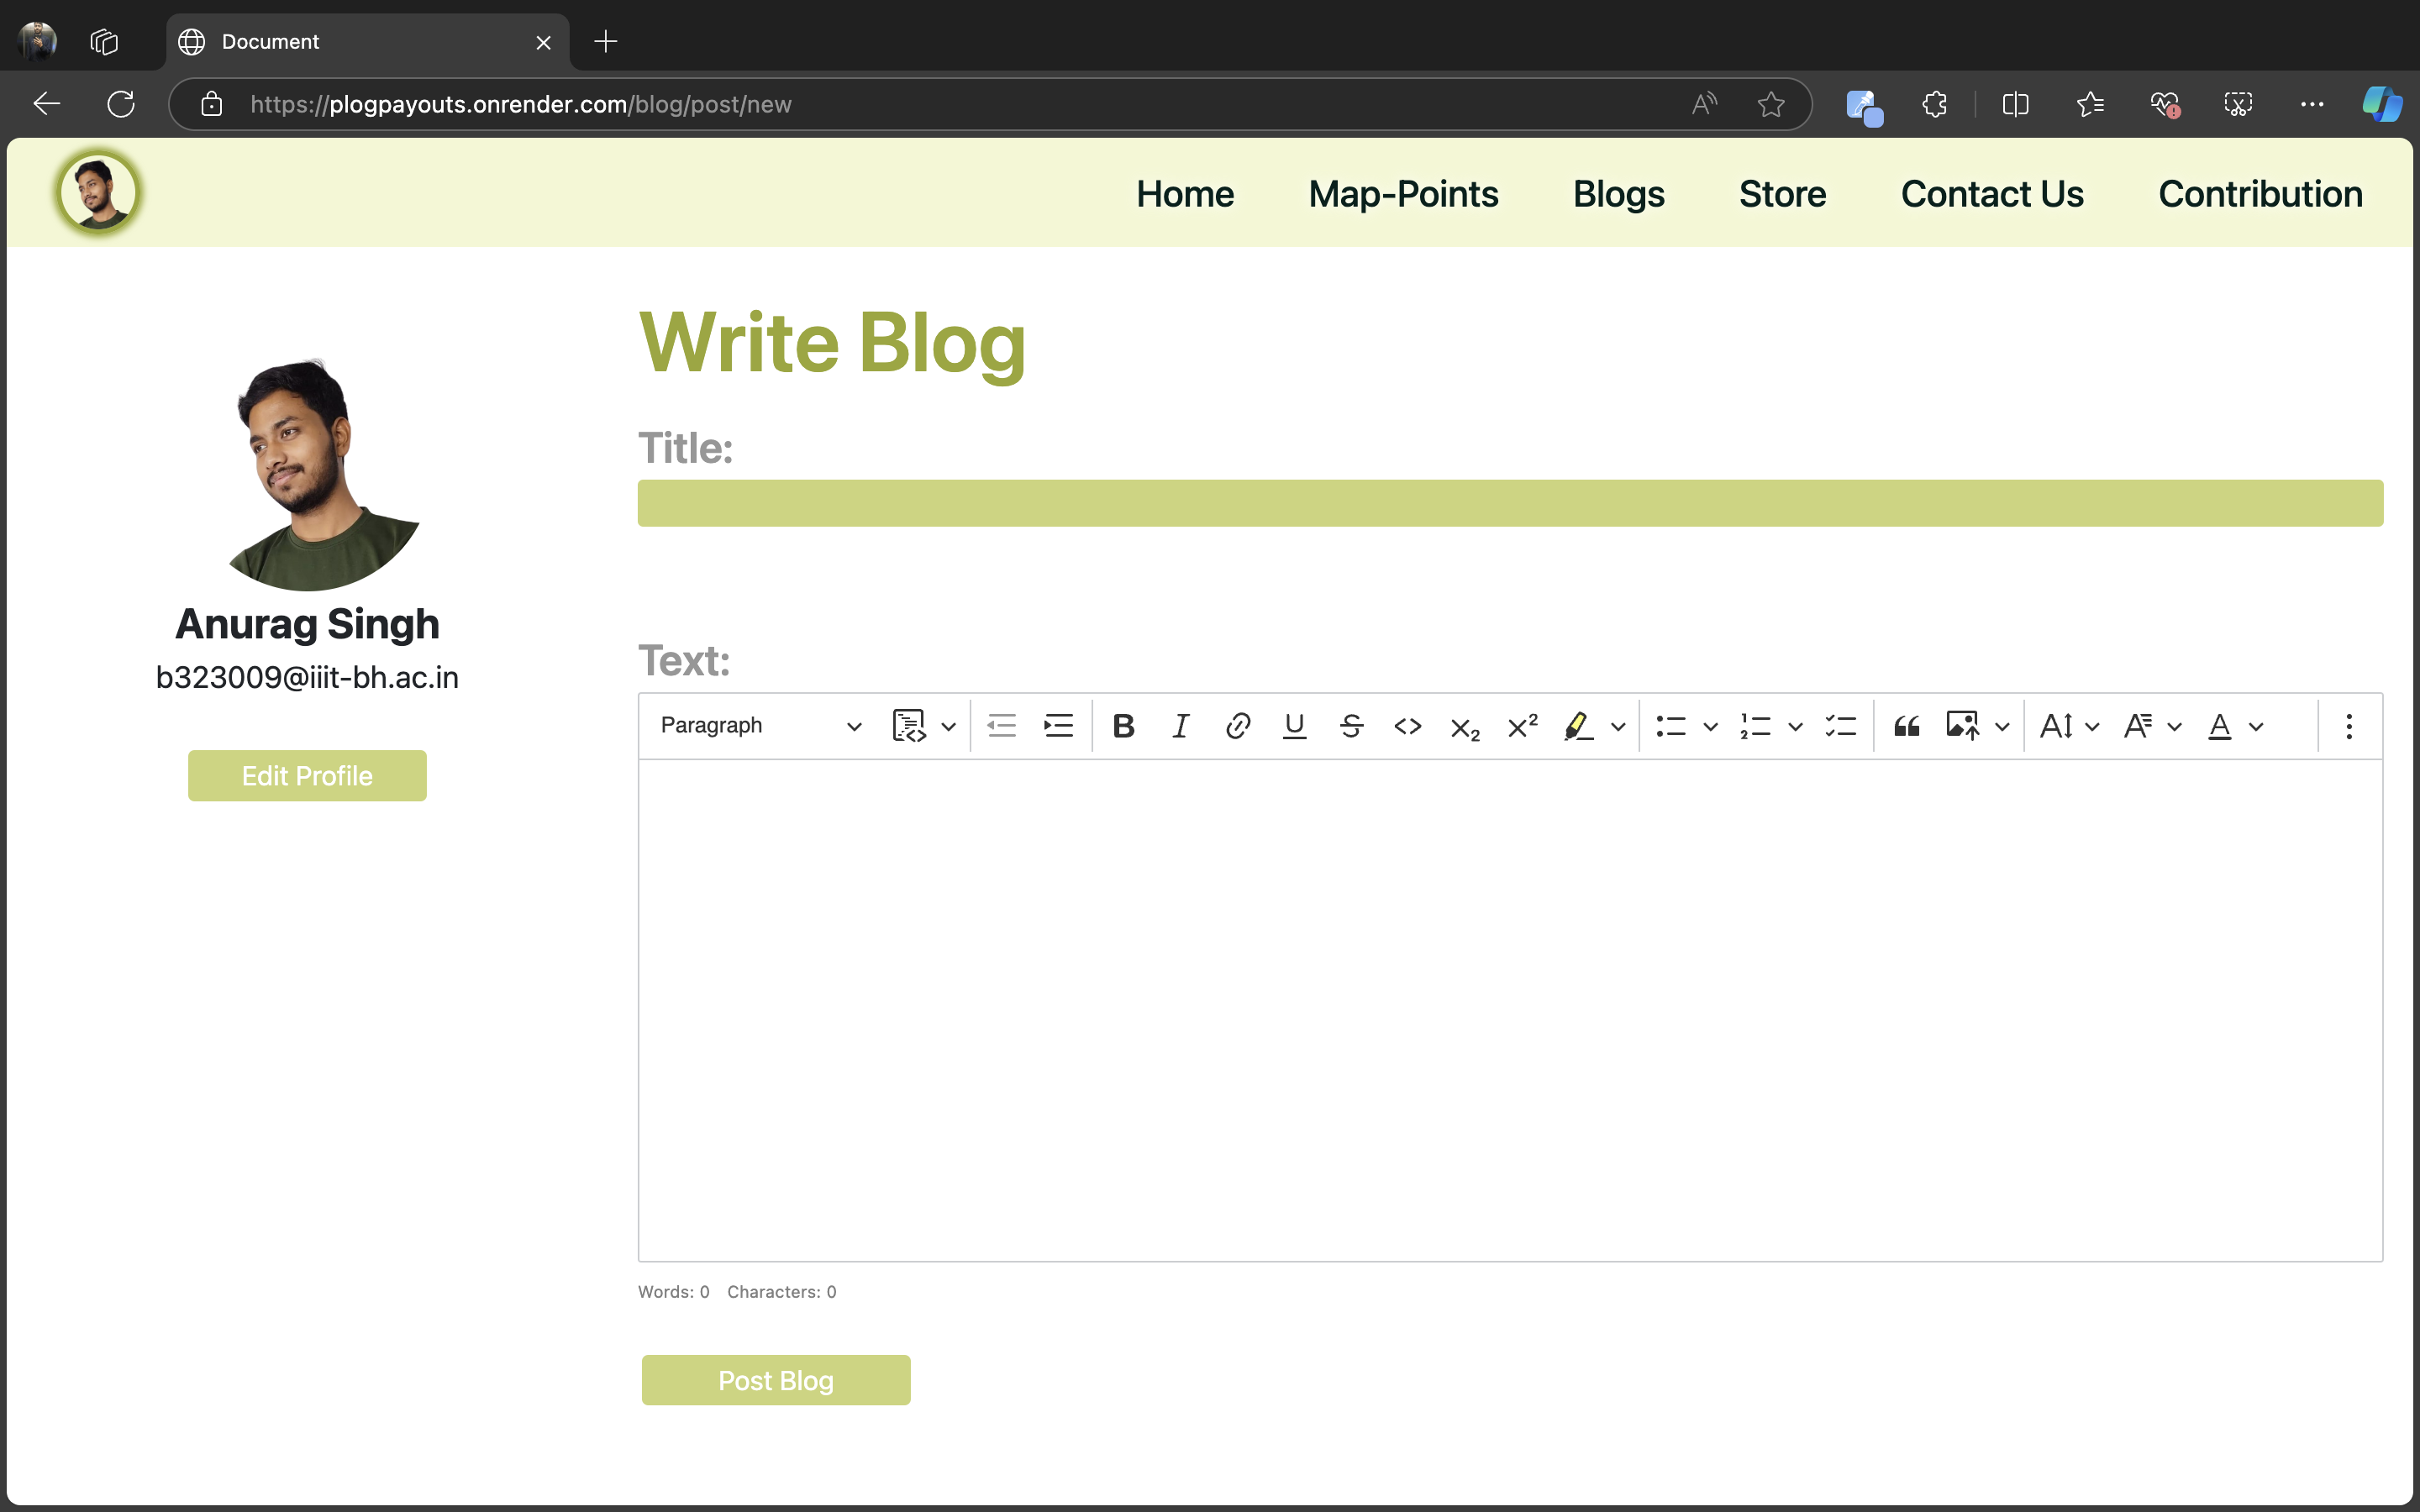 Document
https://plogpayouts.onrender.com/blog/post/new
Home Map-Points Blogs Store Contact Us Contribution
Anurag Singh
b323009@iiit-bh.ac.in
Edit Profile
Write Blog
Title:
Text:
Paragraph
Words: 0 Characters: 0
Post Blog